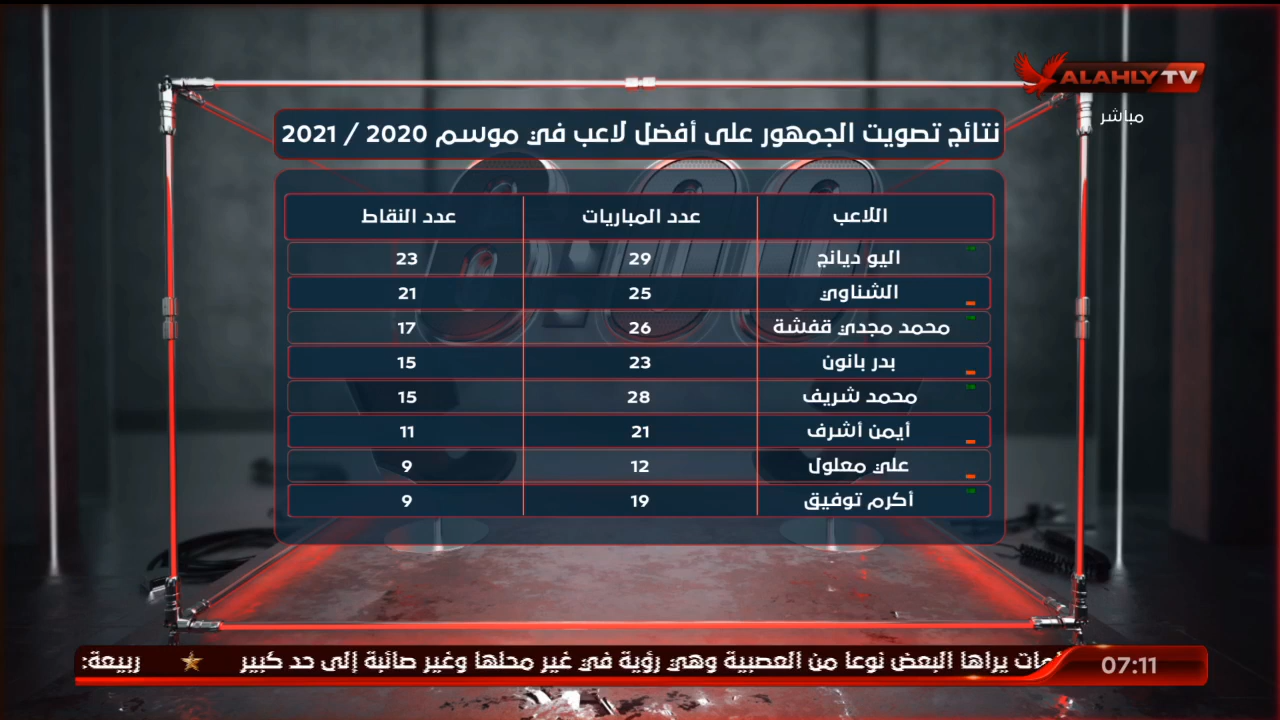 ALAHLY TV
مباشر
نتائج تصويت الجمهور على أفضل لاعب في موسم 2020 / 2021
اللاعب عدد المباريات عدد النقاط
اليو ديانج 29 23
الشناوي 25 21
محمد مجدي قفشة 26 17
بدر بانون 23 15
محمد شريف 28 15
أيمن أشرف 21 11
علي معلول 12 9
أكرم توفيق 19 9
يراها البعض نوعا من العصبية وهي رؤية في غير محلها وغير صائبة إلى حد كبير ربيعة:
07:11